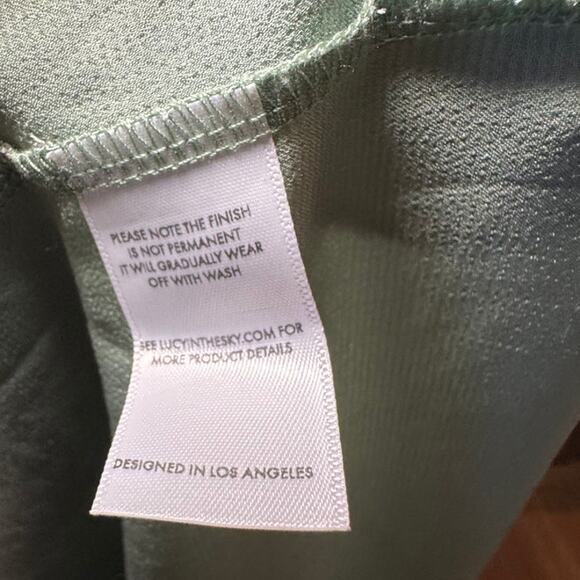 PLEASE NOTE THE FINISH
IS NOT PERMANENT
IT WILL GRADUALLY WEAR
OFF WITH WASH
SEE LUCYINTHESKY.COM FOR
MORE PRODUCT DETAILS
DESIGNED IN LOS ANGELES